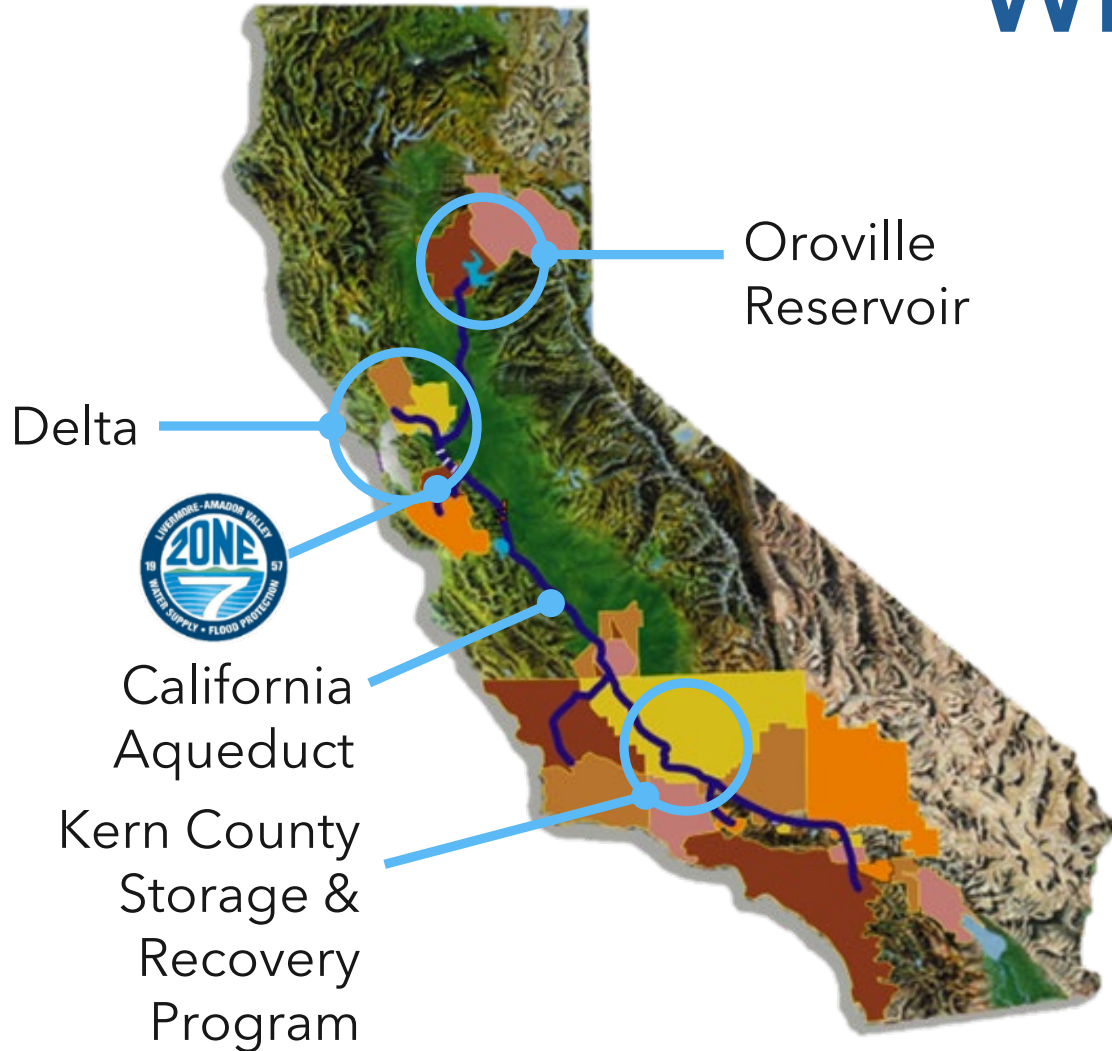 Oroville
Reservoir
Delta
LIVERMORE-AMADOR VALLEY
ZONE
19 57
7
WATER SUPPLY • FLOOD PROTECTION
California
Aqueduct
Kern County
Storage &
Recovery
Program